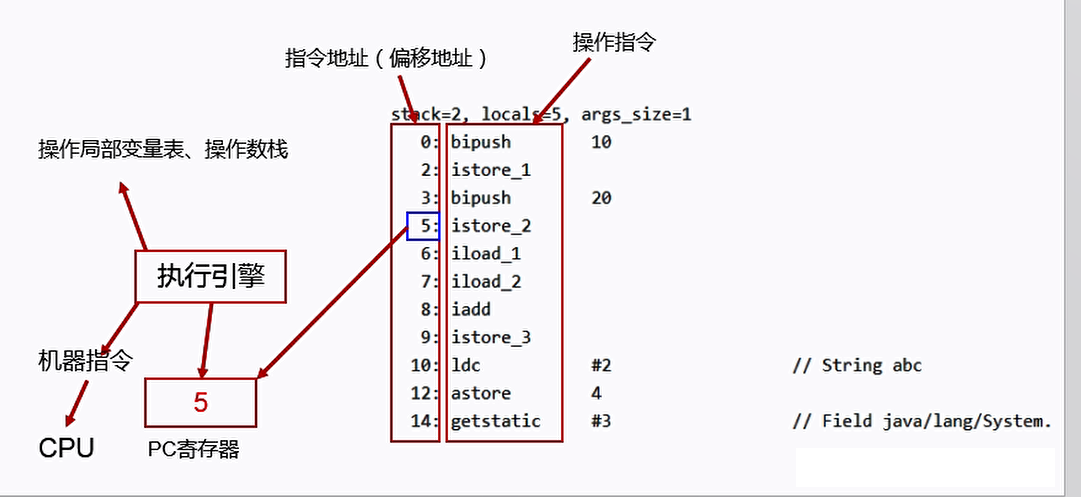 操作指令
指令地址（偏移地址）
stack=2, locals=5, args_size=1
0: bipush 10
2: istore_1
3: bipush 20
5: istore_2
6: iload_1
7: iload_2
8: iadd
9: istore_3
10: ldc #2 // String abc
12: astore 4
14: getstatic #3 // Field java/lang/System.
操作局部变量表、操作数栈
执行引擎
机器指令
5
CPU
PC寄存器